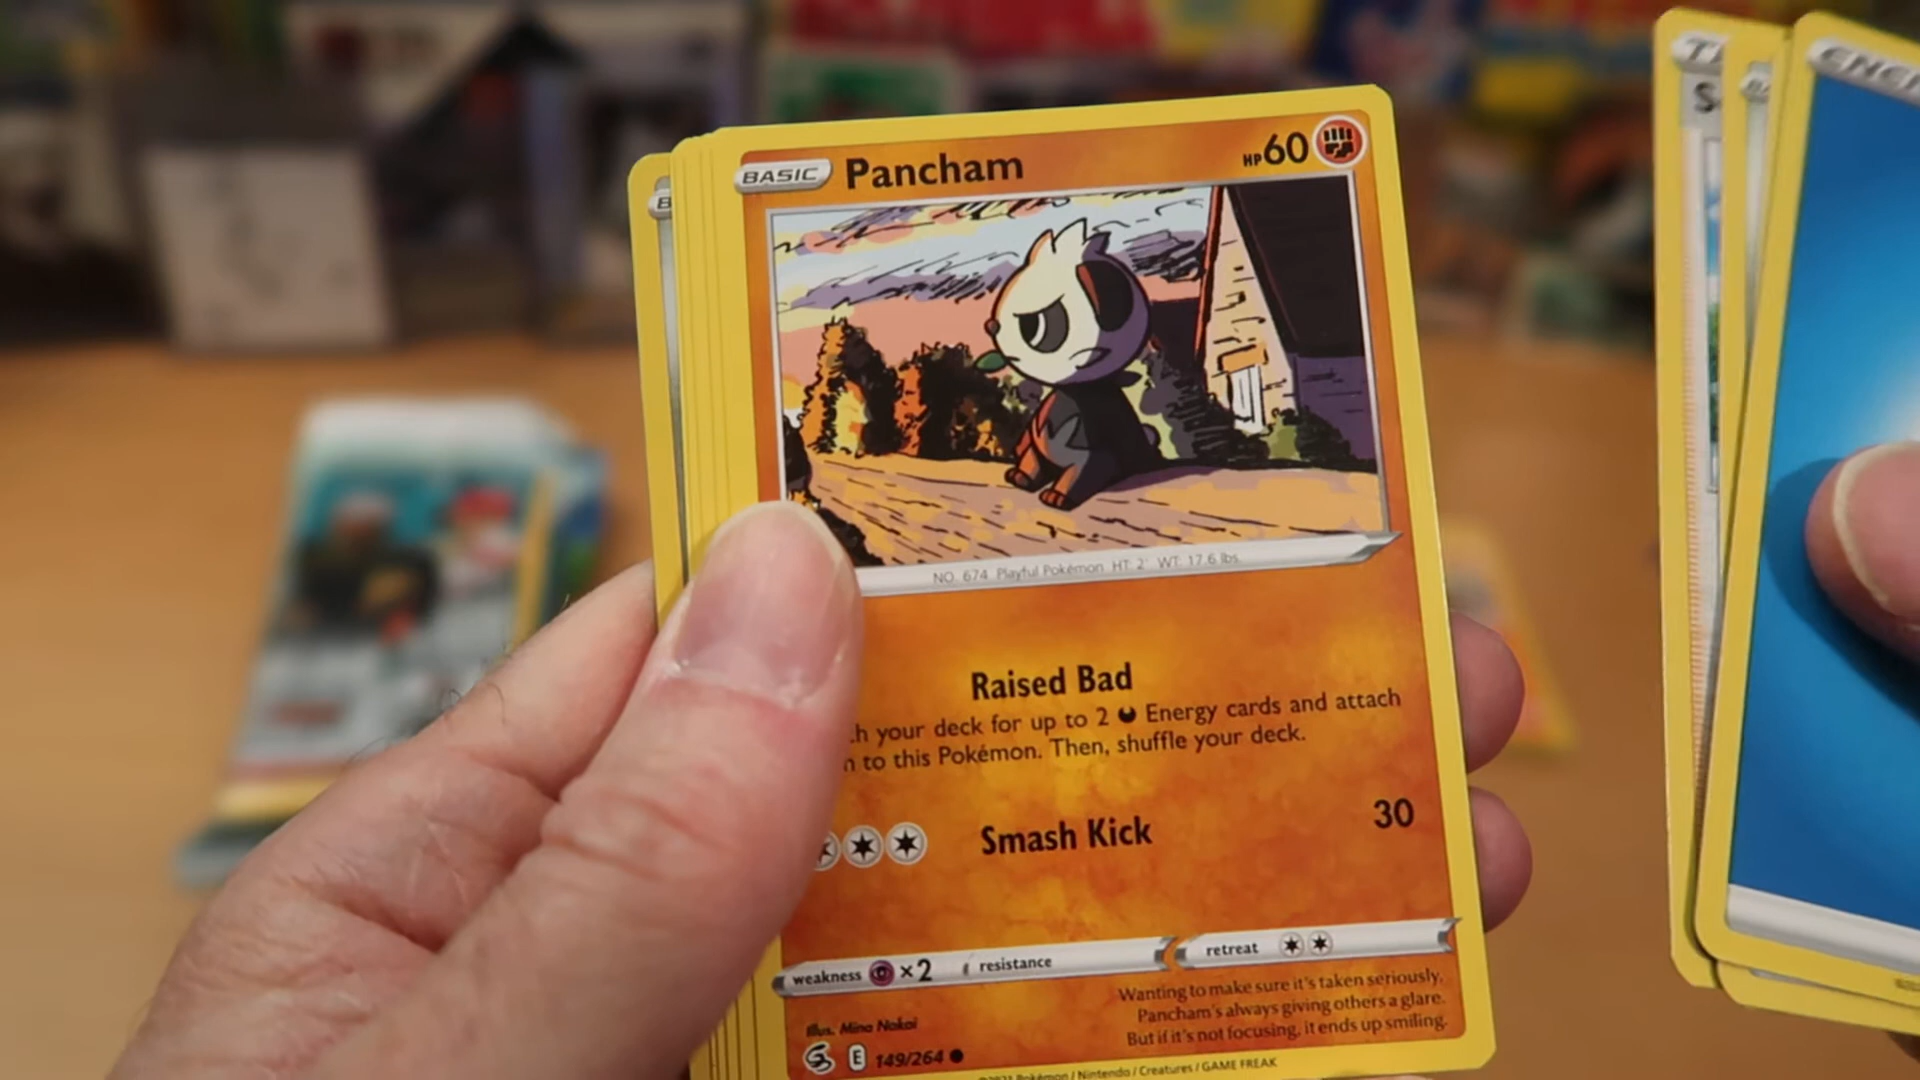 BASIC Pancham HP60
NO. 674 Playful Pokémon HT: 2' WT: 17.6 lbs
Raised Bad
your deck for up to 2 Energy cards and attach
to this Pokémon. Then, shuffle your deck.
Smash Kick 30
weakness ×2 resistance retreat
Wanting to make sure it's taken seriously,
Pancham's always giving others a glare.
But if it's not focusing, it ends up smiling.
Illus. Mina Nakai
E 149/264
©2021 Pokémon / Nintendo / Creatures / GAME FREAK